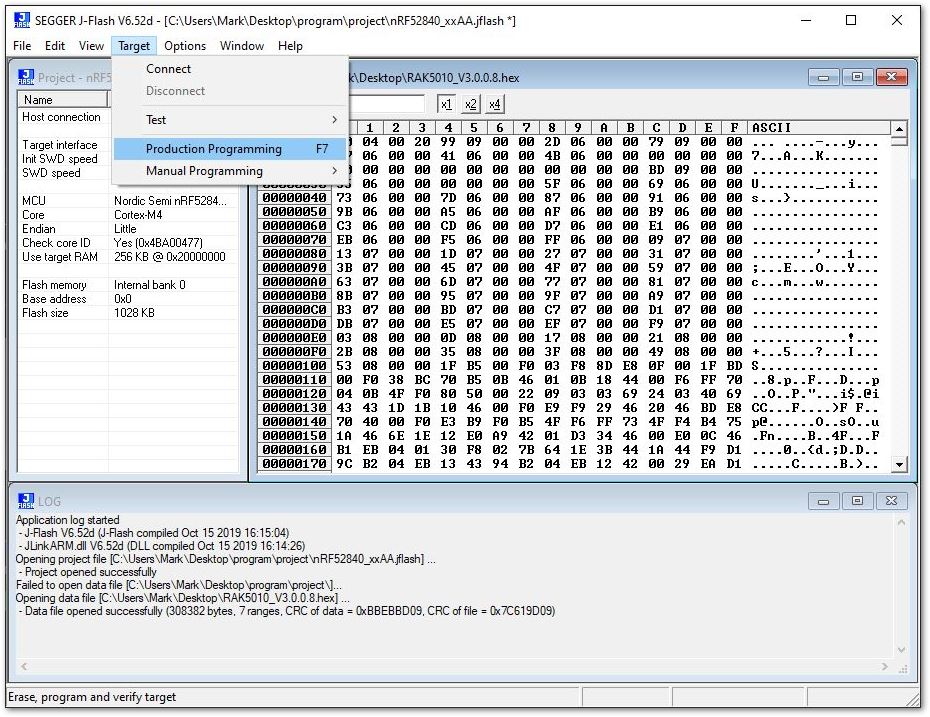 SEGGER J-Flash V6.52d - [C:\Users\Mark\Desktop\program\project\nRF52840_xxAA.jflash *]
File Edit View Target Options Window Help
Project - nRF5
k\Desktop\RAK5010_V3.0.0.8.hex
Connect
Disconnect
Test
Production Programming F7
Manual Programming
Name
Host connection
Target interface
Init SWD speed
SWD speed
MCU Nordic Semi nRF5284...
Core Cortex-M4
Endian Little
Check core ID Yes (0x4BA00477)
Use target RAM 256 KB @ 0x20000000
Flash memory Internal bank 0
Base address 0x0
Flash size 1028 KB
x1 x2 x4
1 2 3 4 5 6 7 8 9 A B C D E F ASCII
04 00 20 99 09 00 00 2D 06 00 00 79 09 00 00
06 00 00 41 06 00 00 4B 06 00 00 00 00 00 00
00 00 00 00 00 00 00 00 00 00 00 BD 09 00 00
06 00 00 00 00 00 00 5F 06 00 00 69 06 00 00
00000040 73 06 00 00 7D 06 00 00 87 06 00 00 91 06 00 00
00000050 9B 06 00 00 A5 06 00 00 AF 06 00 00 B9 06 00 00
00000060 C3 06 00 00 CD 06 00 00 D7 06 00 00 E1 06 00 00
00000070 EB 06 00 00 F5 06 00 00 FF 06 00 00 09 07 00 00
00000080 13 07 00 00 1D 07 00 00 27 07 00 00 31 07 00 00
00000090 3B 07 00 00 45 07 00 00 4F 07 00 00 59 07 00 00
000000A0 63 07 00 00 6D 07 00 00 77 07 00 00 81 07 00 00
000000B0 8B 07 00 00 95 07 00 00 9F 07 00 00 A9 07 00 00
000000C0 B3 07 00 00 BD 07 00 00 C7 07 00 00 D1 07 00 00
000000D0 DB 07 00 00 E5 07 00 00 EF 07 00 00 F9 07 00 00
000000E0 03 08 00 00 0D 08 00 00 17 08 00 00 21 08 00 00
000000F0 2B 08 00 00 35 08 00 00 3F 08 00 00 49 08 00 00
00000100 53 08 00 00 1F B5 00 F0 03 F8 8D E8 0F 00 1F BD
00000110 00 F0 38 BC 70 B5 0B 46 01 0B 18 44 00 F6 FF 70
00000120 04 0B 4F F0 80 50 00 22 09 03 03 69 24 03 40 69
00000130 43 43 1D 1B 10 46 00 F0 E9 F9 29 46 20 46 BD E8
00000140 70 40 00 F0 E3 B9 F0 B5 4F F6 FF 73 4F F4 B4 75
00000150 1A 46 6E 1E 12 E0 A9 42 01 D3 34 46 00 E0 0C 46
00000160 B1 EB 04 01 30 F8 02 7B 64 1E 3B 44 1A 44 F9 D1
00000170 9C B2 04 EB 13 43 94 B2 04 EB 12 42 00 29 EA D1
LOG
Application log started
- J-Flash V6.52d (J-Flash compiled Oct 15 2019 16:15:04)
- JLinkARM.dll V6.52d (DLL compiled Oct 15 2019 16:14:26)
Opening project file [C:\Users\Mark\Desktop\program\project\nRF52840_xxAA.jflash] ...
- Project opened successfully
Failed to open data file [C:\Users\Mark\Desktop\program\project\]...
Opening data file [C:\Users\Mark\Desktop\RAK5010_V3.0.0.8.hex] ...
- Data file opened successfully (308382 bytes, 7 ranges, CRC of data = 0xBBEBBD09, CRC of file = 0x7C619D09)
Erase, program and verify target